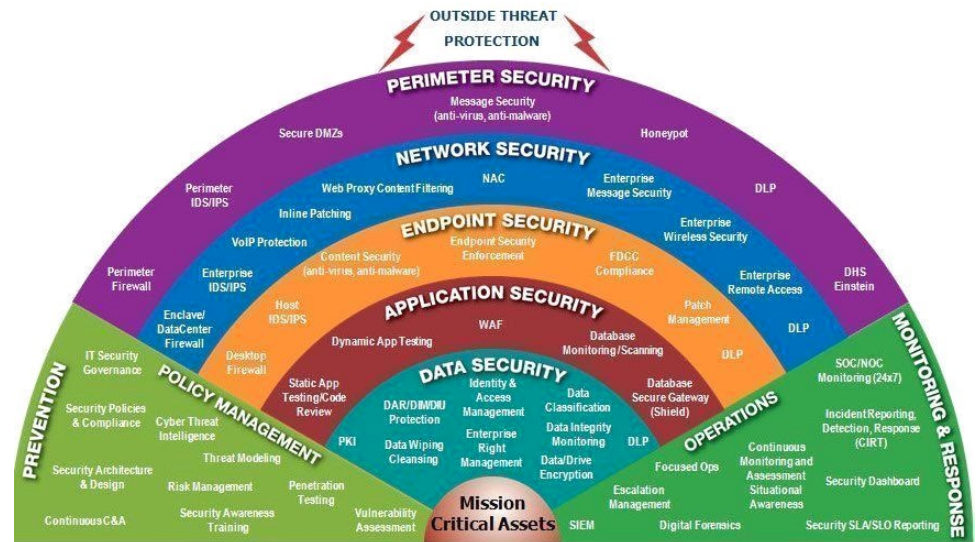 OUTSIDE THREAT
PROTECTION
PERIMETER SECURITY
Message Security
(anti-virus, anti-malware)
Secure DMZs
Honeypot
Perimeter
IDS/IPS
DLP
Perimeter
Firewall
DHS
Einstein
NETWORK SECURITY
NAC
Web Proxy Content Filtering
Enterprise
Message Security
Inline Patching
Enterprise
Wireless Security
VoIP Protection
Enterprise
IDS/IPS
Enterprise
Remote Access
Enclave/
DataCenter
Firewall
DLP
ENDPOINT SECURITY
Endpoint Security
Enforcement
Content Security
(anti-virus, anti-malware)
FDCC
Compliance
Host
IDS/IPS
Patch
Management
Desktop
Firewall
DLP
APPLICATION SECURITY
WAF
Dynamic App Testing
Database
Monitoring/Scanning
Static App
Testing/Code
Review
Database
Secure Gateway
(Shield)
DATA SECURITY
Identity &
Access
Management
DAR/DIM/DIU
Protection
Data
Classification
PKI
Data Wiping
Cleansing
Enterprise
Right
Management
Data Integrity
Monitoring
DLP
Data/Drive
Encryption
Mission
Critical Assets
PREVENTION
POLICY MANAGEMENT
IT Security
Governance
Security Policies
& Compliance
Cyber Threat
Intelligence
Threat Modeling
Security Architecture
& Design
Risk Management
Penetration
Testing
Continuous C&A
Security Awareness
Training
Vulnerability
Assessment
OPERATIONS
MONITORING & RESPONSE
SOC/NOC
Monitoring (24x7)
Incident Reporting,
Detection, Response
(CIRT)
Focused Ops
Continuous
Monitoring and
Assessment
Situational
Awareness
Escalation
Management
Security Dashboard
SIEM
Digital Forensics
Security SLA/SLO Reporting